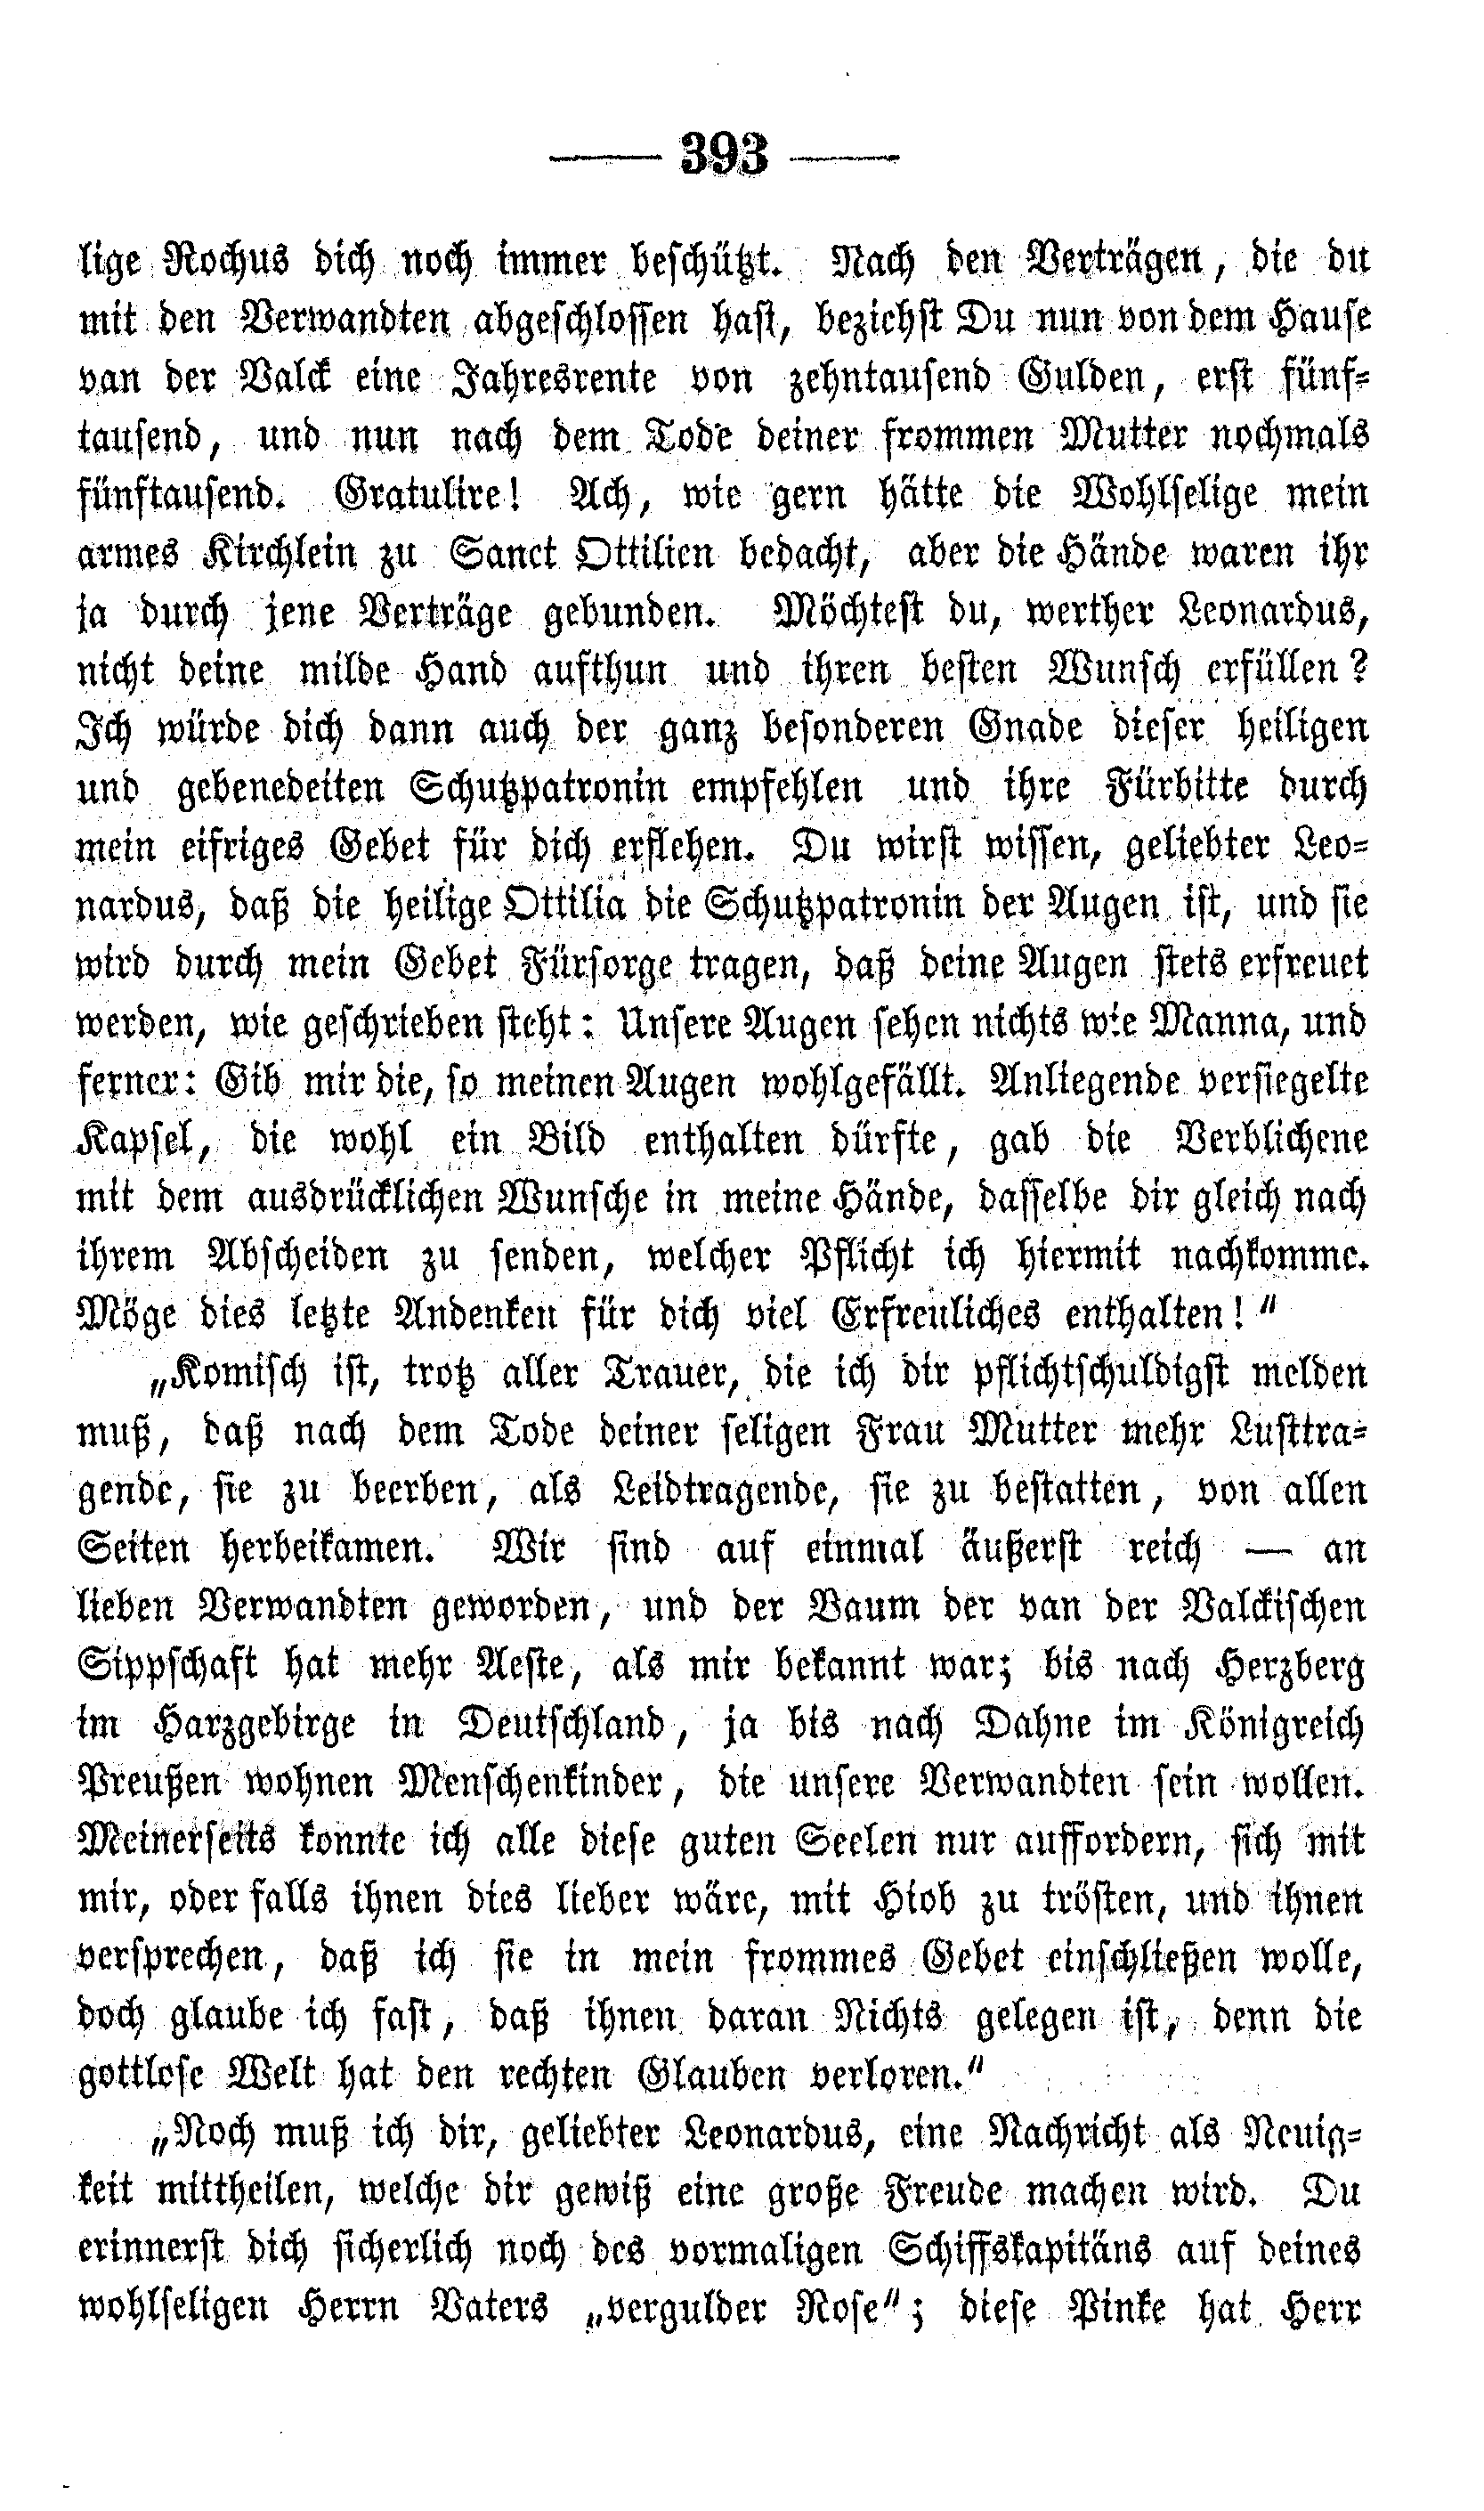 — 393 —
lige Rochus dich noch immer beschützt. Nach den Verträgen, die du
mit den Verwandten abgeschlossen hast, beziehst Du nun von dem Hause
van der Valck eine Jahresrente von zehntausend Gulden, erst fünf-
tausend, und nun nach dem Tode deiner frommen Mutter nochmals
fünftausend. Gratulire! Ach, wie gern hätte die Wohlselige mein
armes Kirchlein zu Sanct Ottilien bedacht, aber die Hände waren ihr
ja durch jene Verträge gebunden. Möchtest du, werther Leonardus,
nicht deine milde Hand aufthun und ihren besten Wunsch erfüllen?
Ich würde dich dann auch der ganz besonderen Gnade dieser heiligen
und gebenedeiten Schutzpatronin empfehlen und ihre Fürbitte durch
mein eifriges Gebet für dich erflehen. Du wirst wissen, geliebter Leo-
nardus, daß die heilige Ottilia die Schutzpatronin der Augen ist, und sie
wird durch mein Gebet Fürsorge tragen, daß deine Augen stets erfreuet
werden, wie geschrieben steht: Unsere Augen sehen nichts wie Manna, und
ferner: Gib mir die, so meinen Augen wohlgefällt. Anliegende versiegelte
Kapsel, die wohl ein Bild enthalten dürfte, gab die Verblichene
mit dem ausdrücklichen Wunsche in meine Hände, dasselbe dir gleich nach
ihrem Abscheiden zu senden, welcher Pflicht ich hiermit nachkomme.
Möge dies letzte Andenken für dich viel Erfreuliches enthalten!“
„Komisch ist, trotz aller Trauer, die ich dir pflichtschuldigst melden
muß, daß nach dem Tode deiner seligen Frau Mutter mehr Lusttra-
gende, sie zu beerben, als Leidtragende, sie zu bestatten, von allen
Seiten herbeikamen. Wir sind auf einmal äußerst reich — an
lieben Verwandten geworden, und der Baum der van der Valckischen
Sippschaft hat mehr Aeste, als mir bekannt war; bis nach Herzberg
im Harzgebirge in Deutschland, ja bis nach Dahne im Königreich
Preußen wohnen Menschenkinder, die unsere Verwandten sein wollen.
Meinerseits konnte ich alle diese guten Seelen nur auffordern, sich mit
mir, oder falls ihnen dies lieber wäre, mit Hiob zu trösten, und ihnen
versprechen, daß ich sie in mein frommes Gebet einschließen wolle,
doch glaube ich fast, daß ihnen daran Nichts gelegen ist, denn die
gottlose Welt hat den rechten Glauben verloren.“
„Noch muß ich dir, geliebter Leonardus, eine Nachricht als Neuig-
keit mittheilen, welche dir gewiß eine große Freude machen wird. Du
erinnerst dich sicherlich noch des vormaligen Schiffskapitäns auf deines
wohlseligen Herrn Vaters „vergulder Rose“; diese Pinke hat Herr